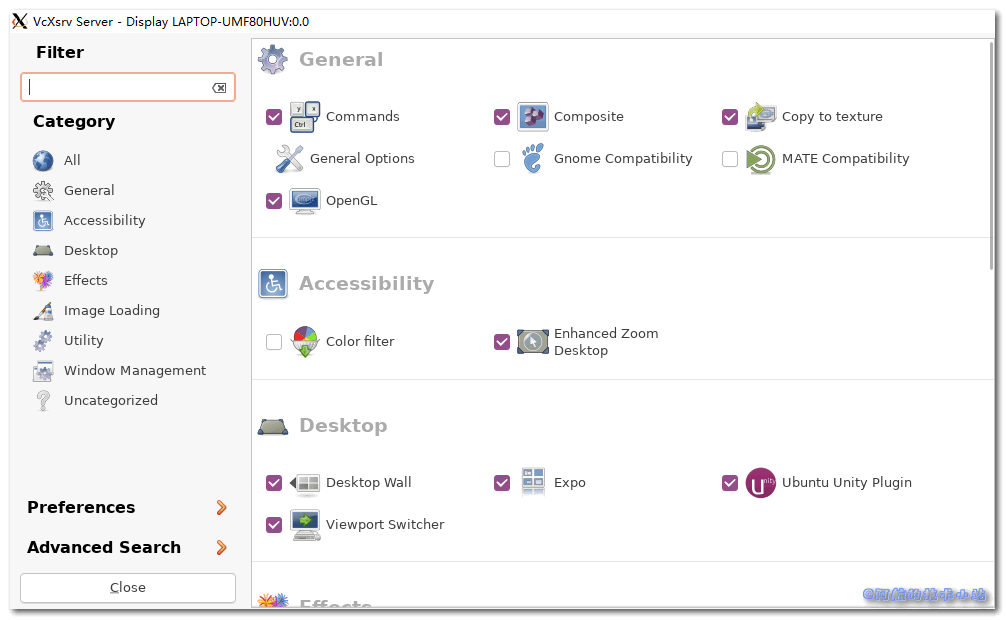 VcXsrv Server - Display LAPTOP-UMF80HUV:0.0
Filter
Category
All
General
Accessibility
Desktop
Effects
Image Loading
Utility
Window Management
Uncategorized
Preferences
Advanced Search
Close
General
Commands
Composite
Copy to texture
General Options
Gnome Compatibility
MATE Compatibility
OpenGL
Accessibility
Color filter
Enhanced Zoom
Desktop
Desktop
Desktop Wall
Expo
Ubuntu Unity Plugin
Viewport Switcher
Effects